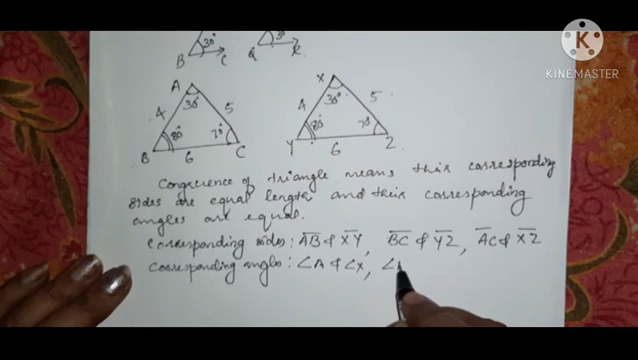 30° 30°
B C Q R
KINEMASTER
A X
4 30° 5 4 30° 5
80° 70° 80° 70
B 6 C Y 6 Z
Congruence of triangle means their corresponding
sides are equal length and their corresponding
angles are equal.
Corresponding sides: AB & XY, BC & YZ, AC & XZ
Corresponding angles: ∠A & ∠X, ∠